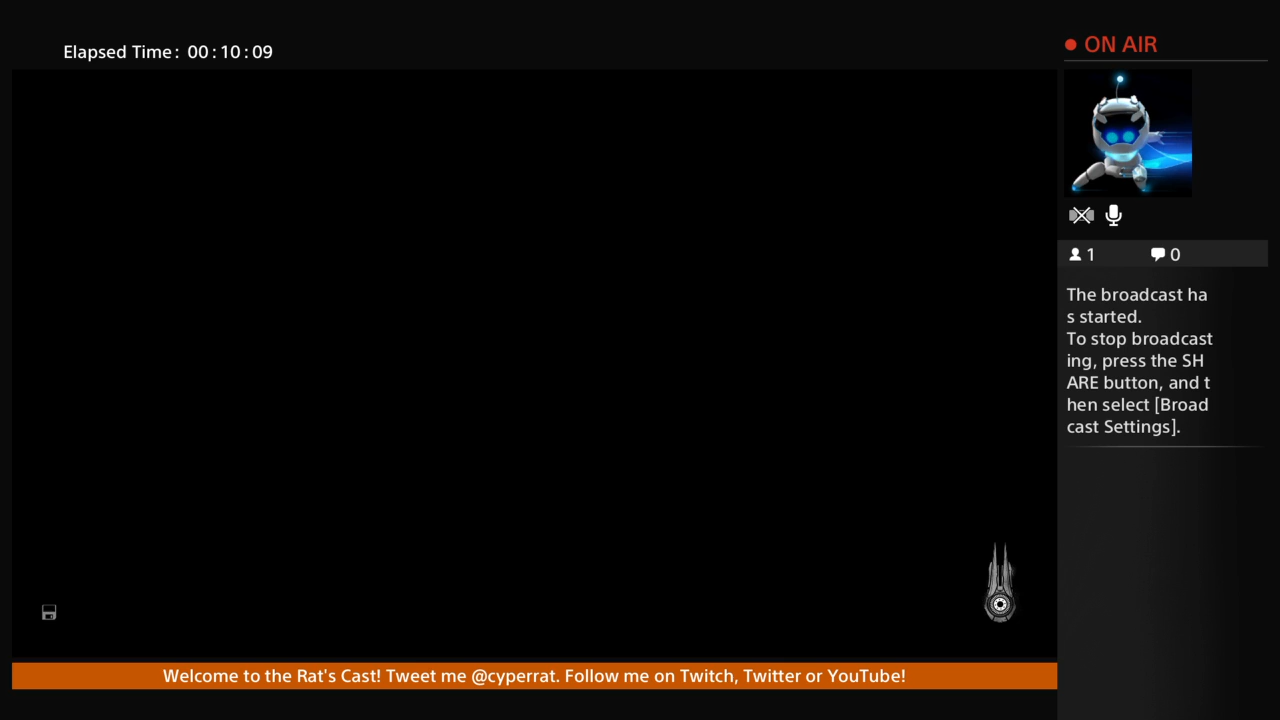 Elapsed Time: 00:10:09
ON AIR
1 0
The broadcast ha
s started.
To stop broadcast
ing, press the SH
ARE button, and t
hen select [Broad
cast Settings].
Welcome to the Rat's Cast! Tweet me @cyperrat. Follow me on Twitch, Twitter or YouTube!